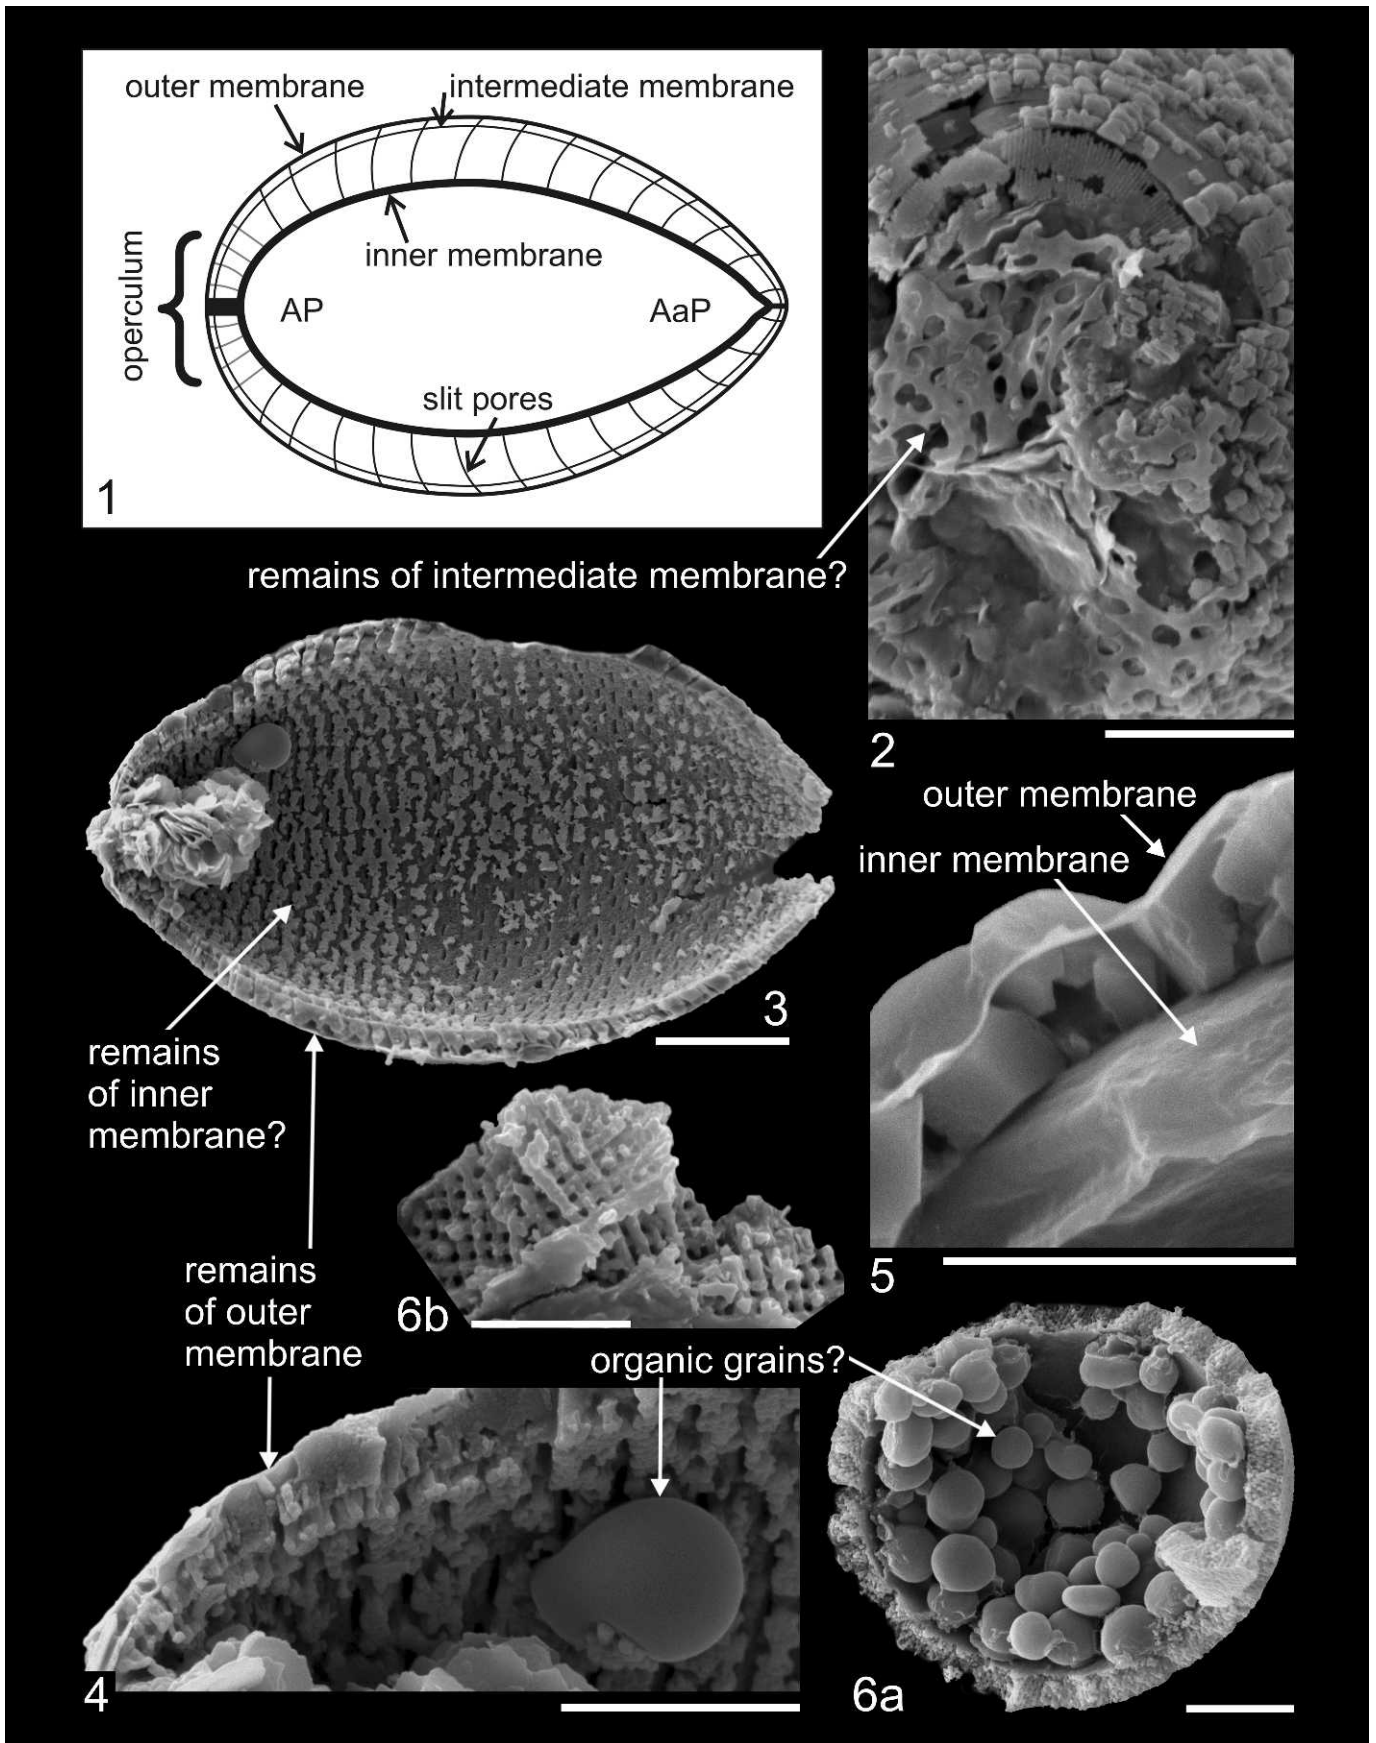 outer membrane
intermediate membrane
inner membrane
operculum
AP
AaP
slit pores
1
remains of intermediate membrane?
2
outer membrane
inner membrane
3
remains
of inner
membrane?
5
remains
of outer
membrane
6b
organic grains?
4
6a